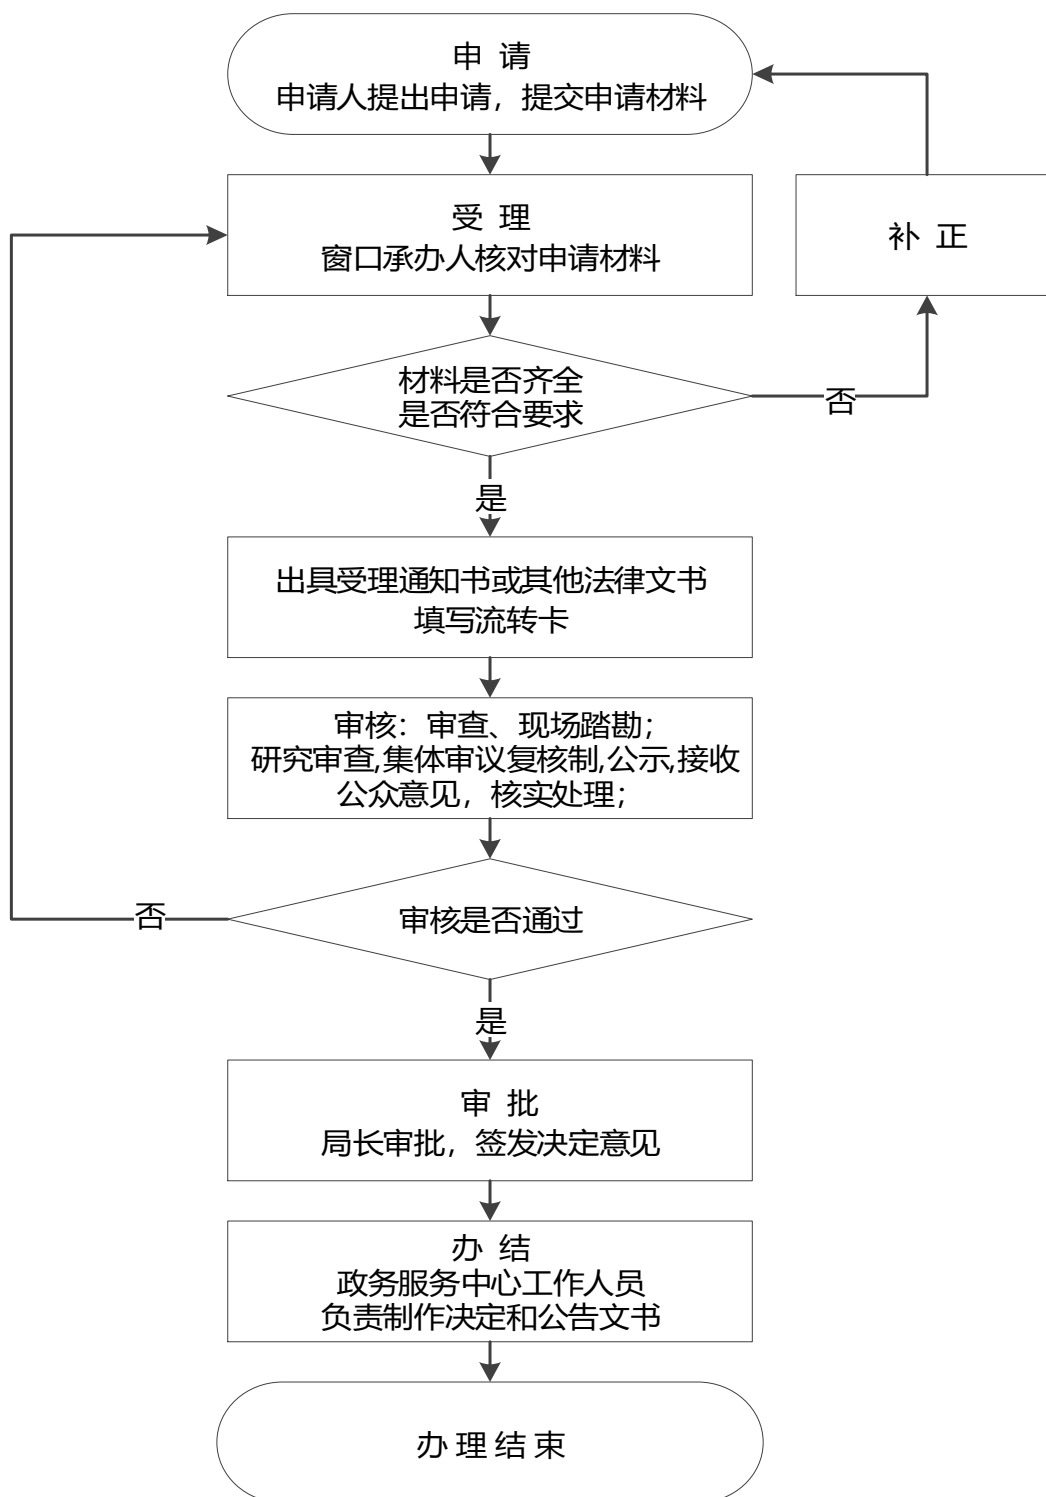 申 请
申请人提出申请，提交申请材料
受 理
窗口承办人核对申请材料
补 正
材料是否齐全
是否符合要求
否
是
出具受理通知书或其他法律文书
填写流转卡
审核：审查、现场踏勘；
研究审查,集体审议复核制,公示,接收
公众意见，核实处理；
审核是否通过
否
是
审 批
局长审批，签发决定意见
办 结
政务服务中心工作人员
负责制作决定和公告文书
办 理 结 束